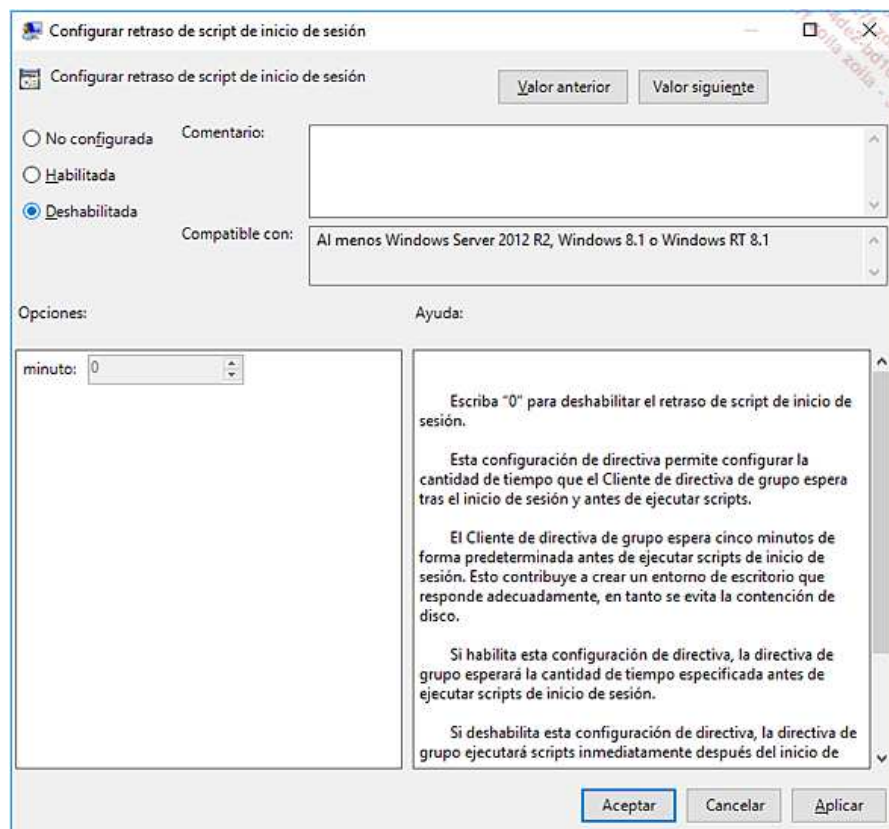 Configurar retraso de script de inicio de sesión
Configurar retraso de script de inicio de sesión
Valor anterior
Valor siguiente
No configurada
Habilitada
Deshabilitada
Comentario:
Compatible con:
Al menos Windows Server 2012 R2, Windows 8.1 o Windows RT 8.1
Opciones:
Ayuda:
minuto: 0
Escriba "0" para deshabilitar el retraso de script de inicio de
sesión.
Esta configuración de directiva permite configurar la
cantidad de tiempo que el Cliente de directiva de grupo espera
tras el inicio de sesión y antes de ejecutar scripts.
El Cliente de directiva de grupo espera cinco minutos de
forma predeterminada antes de ejecutar scripts de inicio de
sesión. Esto contribuye a crear un entorno de escritorio que
responde adecuadamente, en tanto se evita la contención de
disco.
Si habilita esta configuración de directiva, la directiva de
grupo esperará la cantidad de tiempo especificada antes de
ejecutar scripts de inicio de sesión.
Si deshabilita esta configuración de directiva, la directiva de
grupo ejecutará scripts inmediatamente después del inicio de
Aceptar
Cancelar
Aplicar